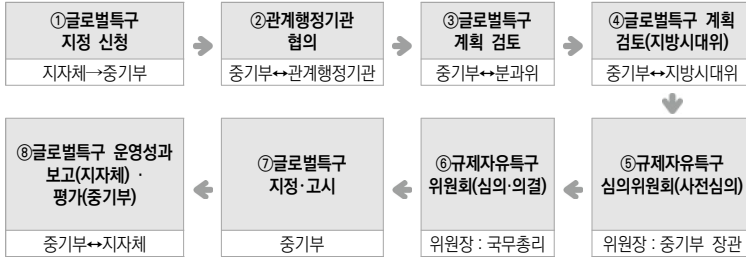 ①글로벌특구
지정 신청
지자체→중기부
②관계행정기관
협의
중기부↔관계행정기관
③글로벌특구
계획 검토
중기부↔분과위
④글로벌특구 계획
검토(지방시대위)
중기부↔지방시대위
⑤규제자유특구
심의위원회(사전심의)
위원장 : 중기부 장관
⑥규제자유특구
위원회(심의·의결)
위원장 : 국무총리
⑦글로벌특구
지정·고시
중기부
⑧글로벌특구 운영성과
보고(지자체) ·
평가(중기부)
중기부↔지자체